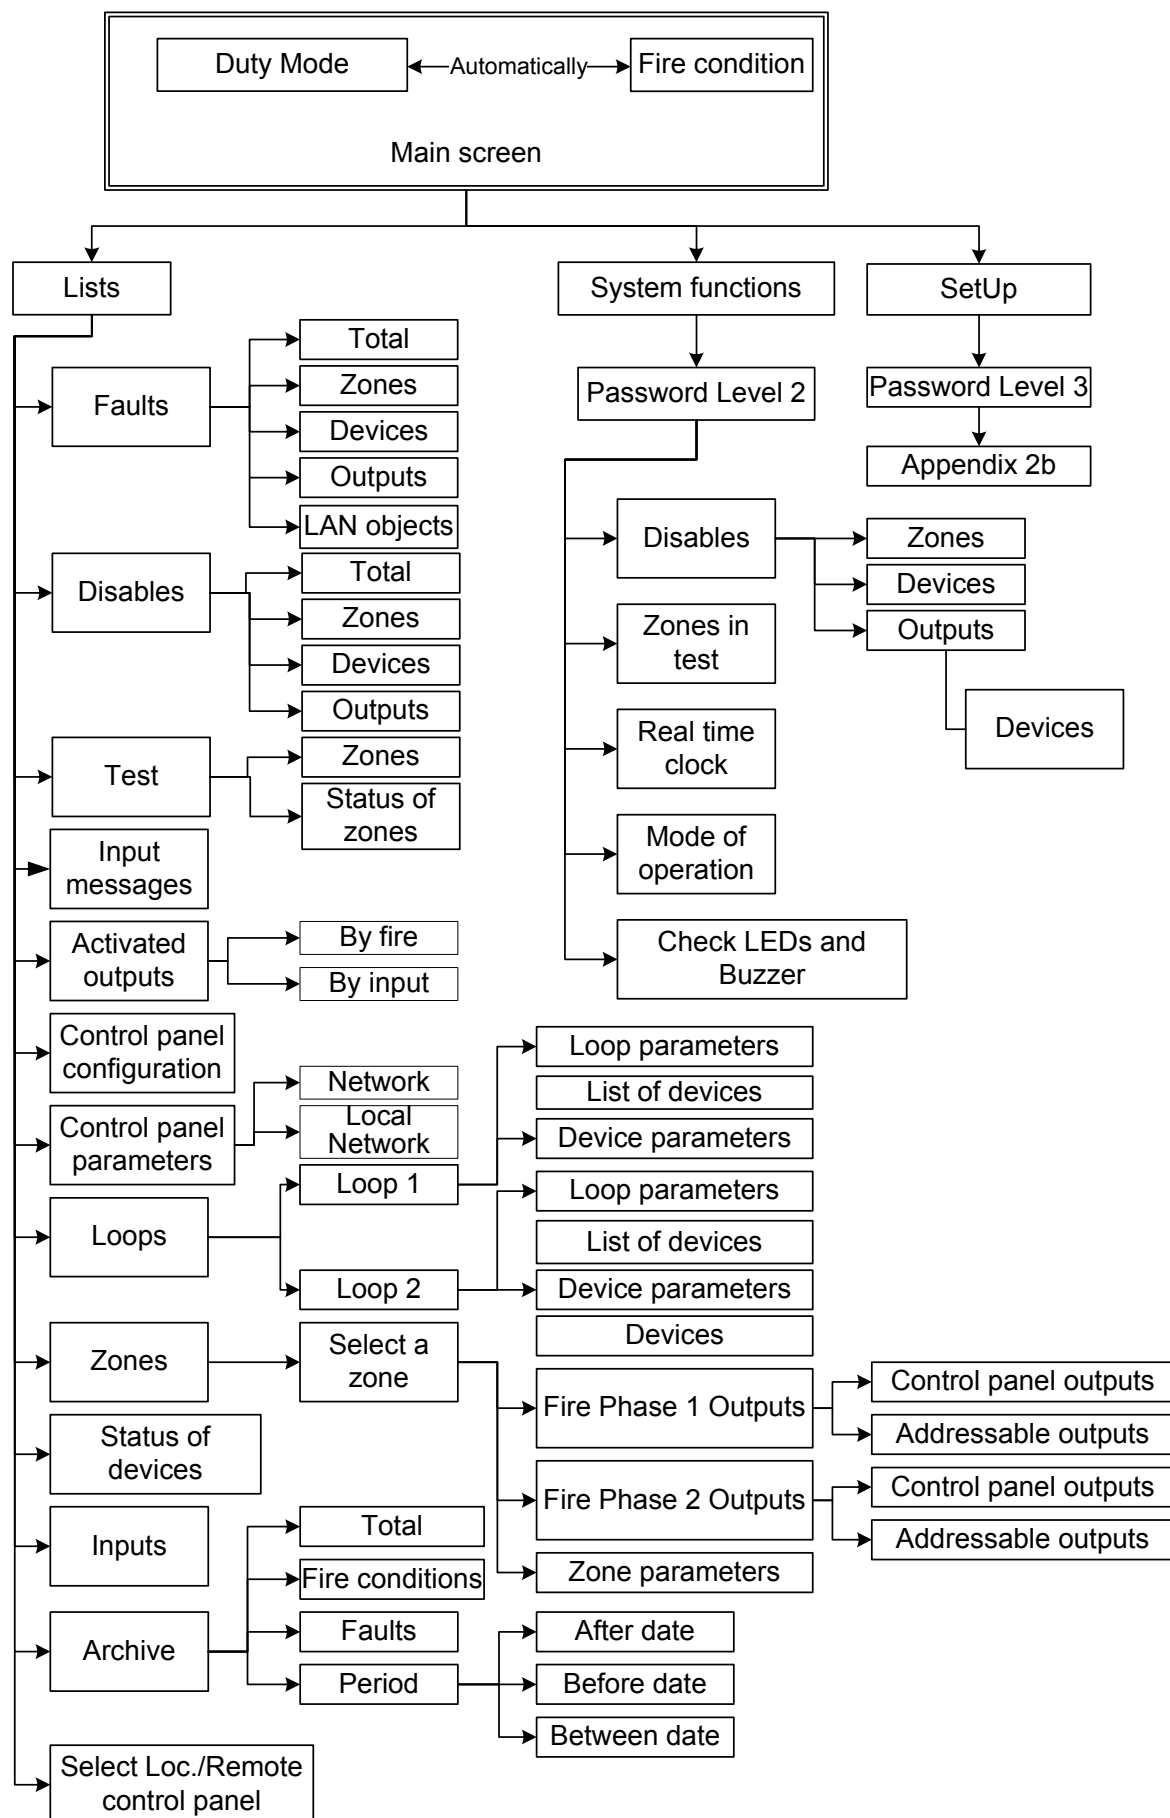 Duty Mode
Automatically
Fire condition
Main screen
Lists
System functions
SetUp
Password Level 2
Password Level 3
Appendix 2b
Faults
Total
Zones
Devices
Outputs
LAN objects
Disables
Total
Zones
Devices
Outputs
Test
Zones
Status of
zones
Input
messages
Activated
outputs
By fire
By input
Control panel
configuration
Control panel
parameters
Network
Local
Network
Loops
Loop 1
Loop parameters
List of devices
Device parameters
Loop 2
Loop parameters
List of devices
Device parameters
Zones
Select a
zone
Devices
Fire Phase 1 Outputs
Control panel outputs
Addressable outputs
Fire Phase 2 Outputs
Control panel outputs
Addressable outputs
Zone parameters
Status of
devices
Inputs
Archive
Total
Fire conditions
Faults
Period
After date
Before date
Between date
Select Loc./Remote
control panel
Disables
Zones
Devices
Outputs
Devices
Zones in
test
Real time
clock
Mode of
operation
Check LEDs and
Buzzer